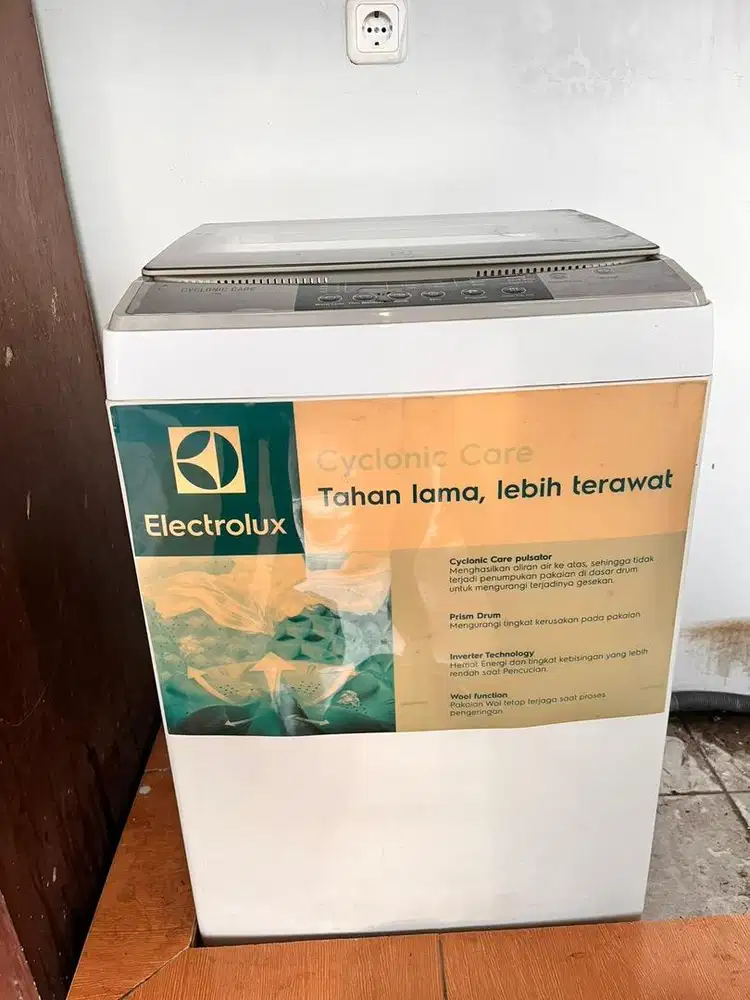 CYCLONIC CARE
Electrolux
Cyclonic Care
Tahan lama, lebih terawat
Cyclonic Care pulsator
Menghasilkan aliran air ke atas, sehingga tidak
terjadi penumpukan pakaian di dasar drum
untuk mengurangi terjadinya gesekan.
Prism Drum
Mengurangi tingkat kerusakan pada pakaian
Inverter Technology
Hemat Energi dan tingkat kebisingan yang lebih
rendah saat Pencucian.
Wool function
Pakaian Wol tetap terjaga saat proses
pengeringan